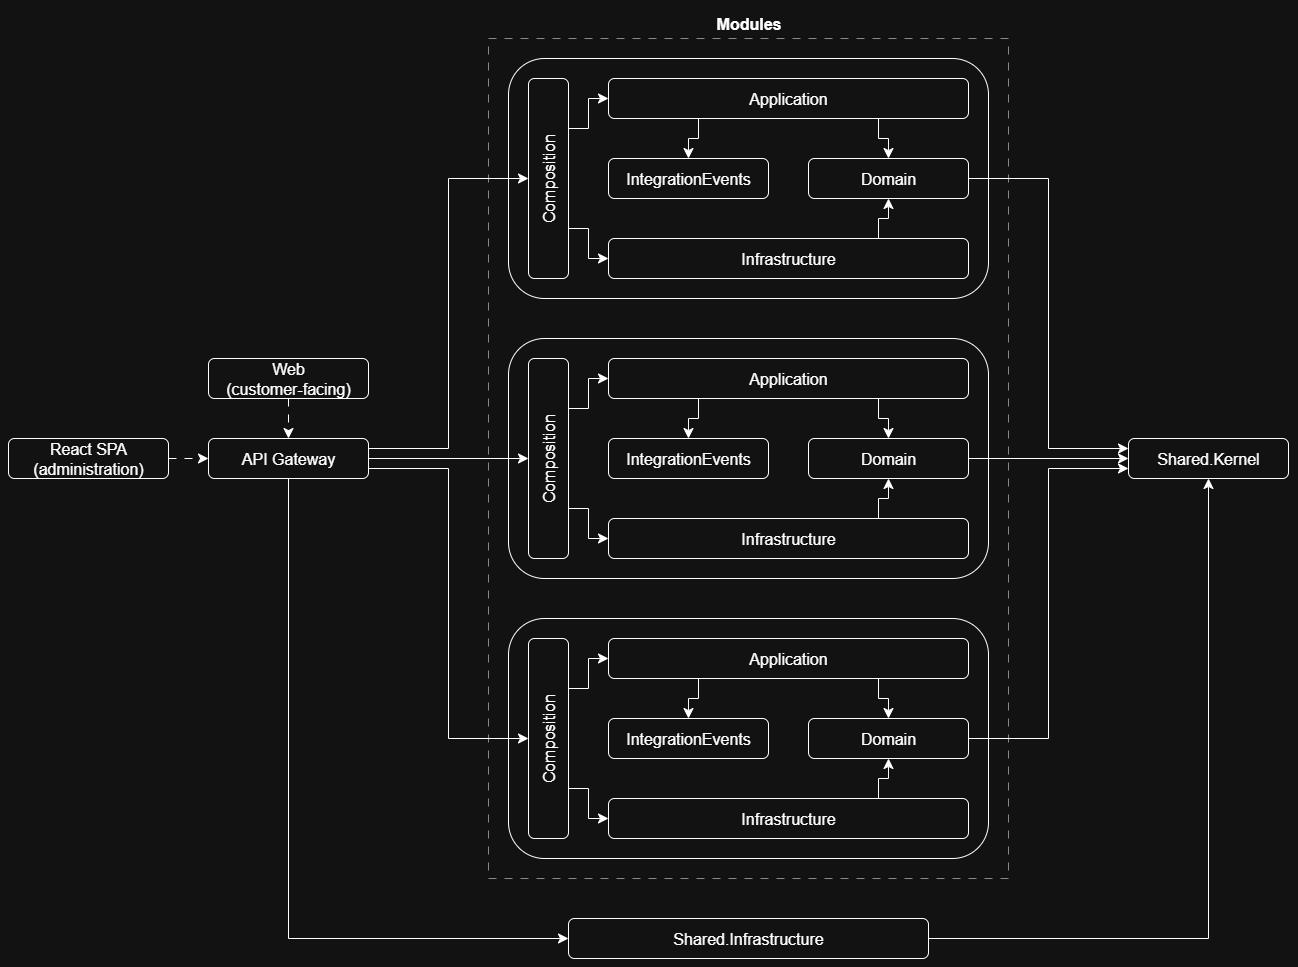 Modules
Composition
Application
IntegrationEvents
Domain
Infrastructure
Web
(customer-facing)
React SPA
(administration)
API Gateway
Composition
Application
IntegrationEvents
Domain
Infrastructure
Shared.Kernel
Composition
Application
IntegrationEvents
Domain
Infrastructure
Shared.Infrastructure